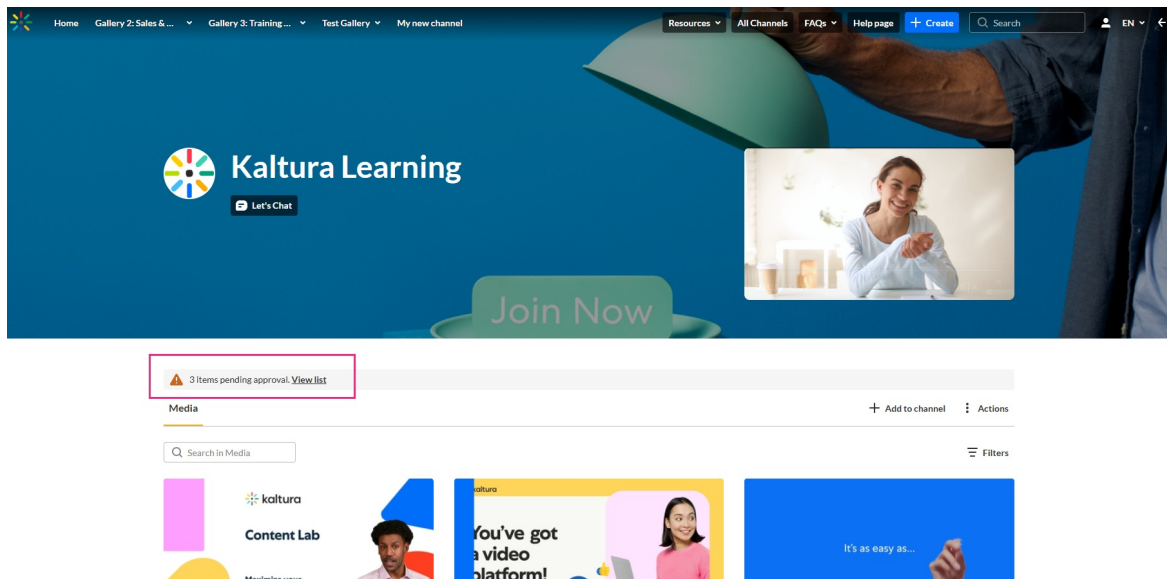 Home Gallery 2: Sales & ... Gallery 3: Training ... Test Gallery My new channel Resources All Channels FAQs Help page + Create Search EN
Kaltura Learning
Let's Chat
Join Now
3 items pending approval. View list
Media + Add to channel Actions
Search in Media Filters
kaltura
Content Lab
Maximize your
kaltura
You've got
a video
platform!
It's as easy as...